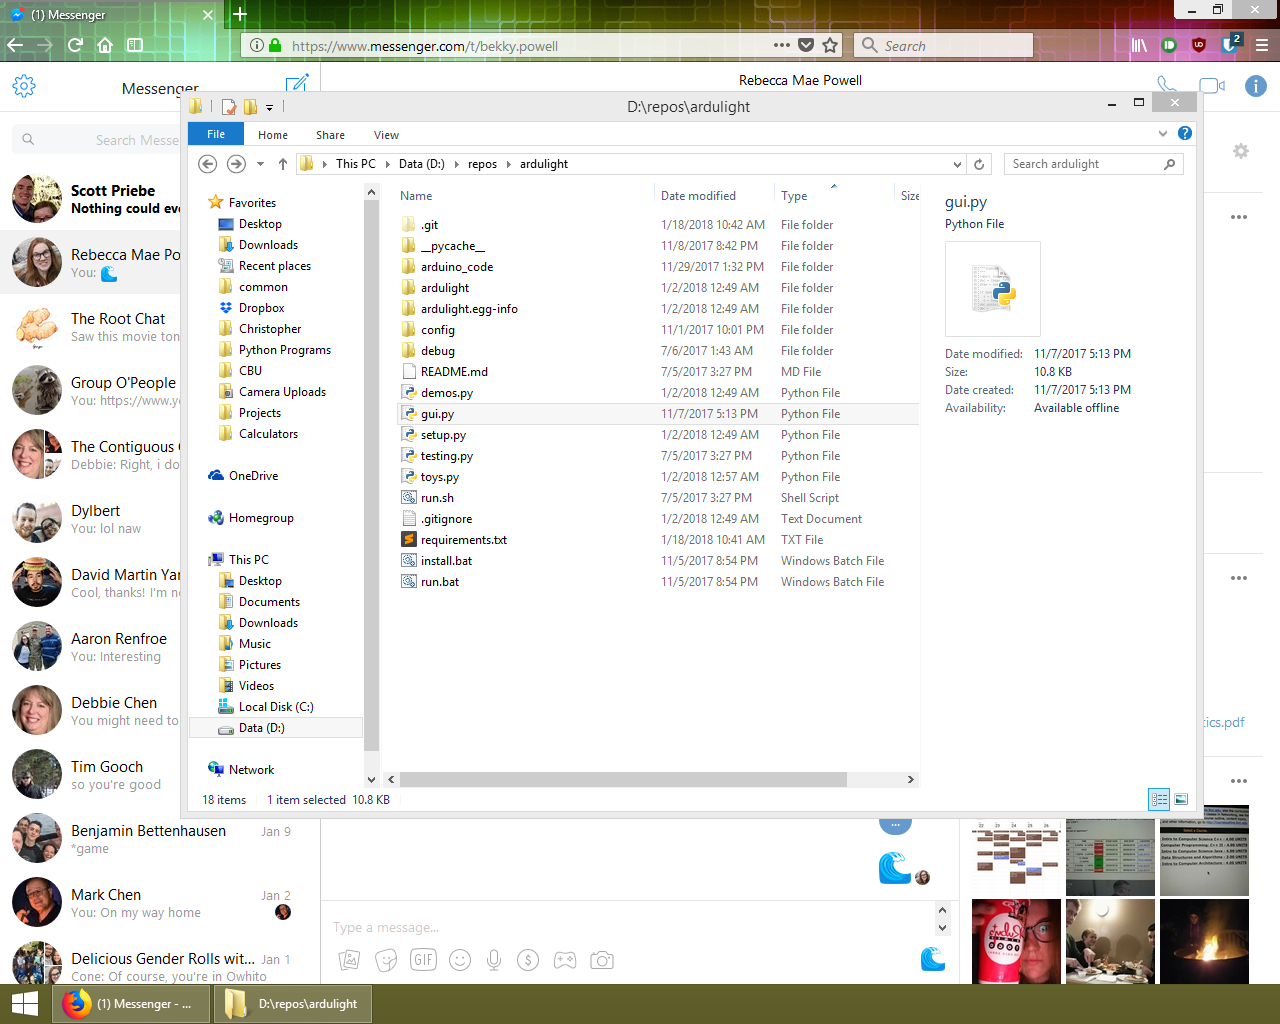 (1) Messenger
https://www.messenger.com/t/bekky.powell
Search
2
Messenger
Rebecca Mae Powell
Search Messe
Scott Priebe
Nothing could eve
Rebecca Mae Po
You:
The Root Chat
Saw this movie ton
Group O'People
You: https://www.y
The Contiguous
Debbie: Right, i do
Dylbert
You: lol naw
David Martin Yar
Cool, thanks! I'm n
Aaron Renfroe
You: Interesting
Debbie Chen
You might need to
Tim Gooch
so you're good
Benjamin Bettenhausen Jan 9
*game
Mark Chen Jan 2
You: On my way home
Delicious Gender Rolls wit... Jan 1
Cone: Of course, you're in Owhito
D:\repos\ardulight
File Home Share View
This PC Data (D:) repos ardulight
Search ardulight
Favorites
Desktop
Downloads
Recent places
common
Dropbox
Christopher
Python Programs
CBU
Camera Uploads
Projects
Calculators
OneDrive
Homegroup
This PC
Desktop
Documents
Downloads
Music
Pictures
Videos
Local Disk (C:)
Data (D:)
Network
Name Date modified Type Size
.git 1/18/2018 10:42 AM File folder
__pycache__ 11/8/2017 8:42 PM File folder
arduino_code 11/29/2017 1:32 PM File folder
ardulight 1/2/2018 12:49 AM File folder
ardulight.egg-info 1/2/2018 12:49 AM File folder
config 11/1/2017 10:01 PM File folder
debug 7/6/2017 1:43 AM File folder
README.md 7/5/2017 3:27 PM MD File
demos.py 1/2/2018 12:49 AM Python File
gui.py 11/7/2017 5:13 PM Python File
setup.py 1/2/2018 12:49 AM Python File
testing.py 7/5/2017 3:27 PM Python File
toys.py 1/2/2018 12:57 AM Python File
run.sh 7/5/2017 3:27 PM Shell Script
.gitignore 1/2/2018 12:49 AM Text Document
requirements.txt 1/18/2018 10:41 AM TXT File
install.bat 11/5/2017 8:54 PM Windows Batch File
run.bat 11/5/2017 8:54 PM Windows Batch File
gui.py
Python File
Date modified: 11/7/2017 5:13 PM
Size: 10.8 KB
Date created: 11/7/2017 5:13 PM
Availability: Available offline
18 items 1 item selected 10.8 KB
tics.pdf
Type a message...
GIF
(1) Messenger - ...
D:\repos\ardulight